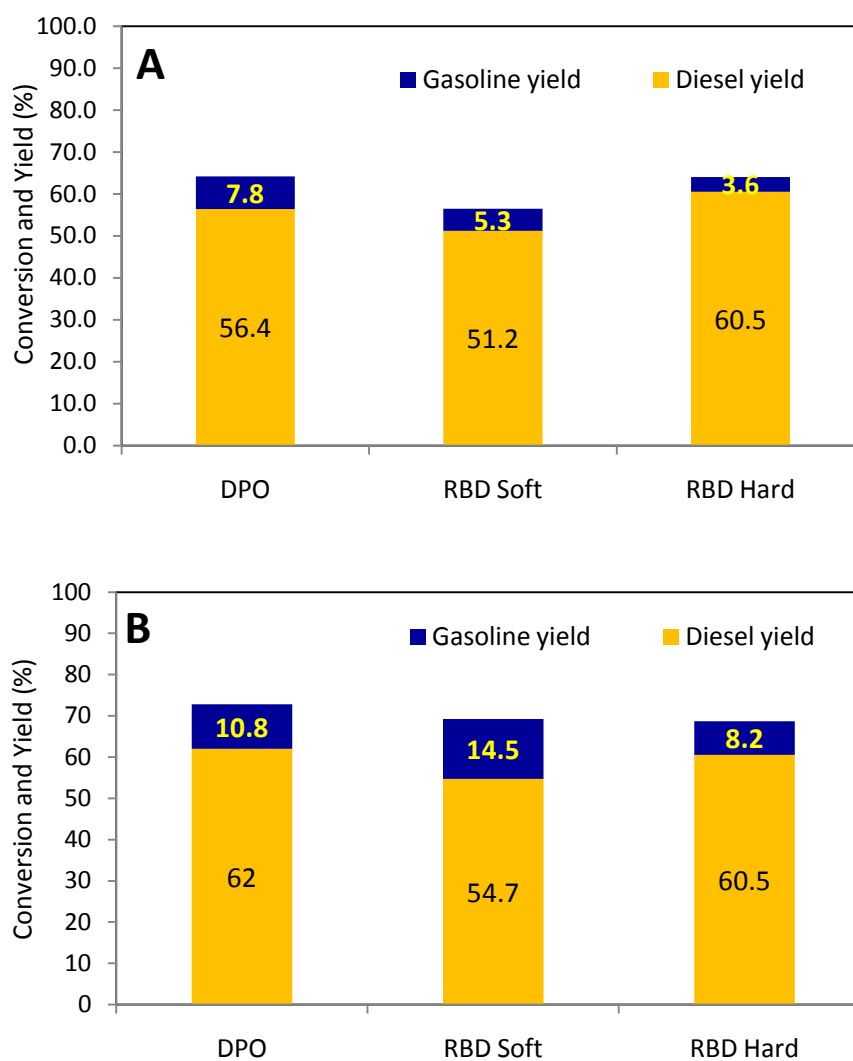 100.0
A
90.0
Gasoline yield Diesel yield
80.0
70.0
60.0
50.0
40.0
30.0
20.0
10.0
0.0
Conversion and Yield (%)
7.8 5.3 3.6
56.4 51.2 60.5
DPO RBD Soft RBD Hard
100
B
90
Gasoline yield Diesel yield
80
70
60
50
40
30
20
10
0
Conversion and Yield (%)
10.8 14.5 8.2
62 54.7 60.5
DPO RBD Soft RBD Hard